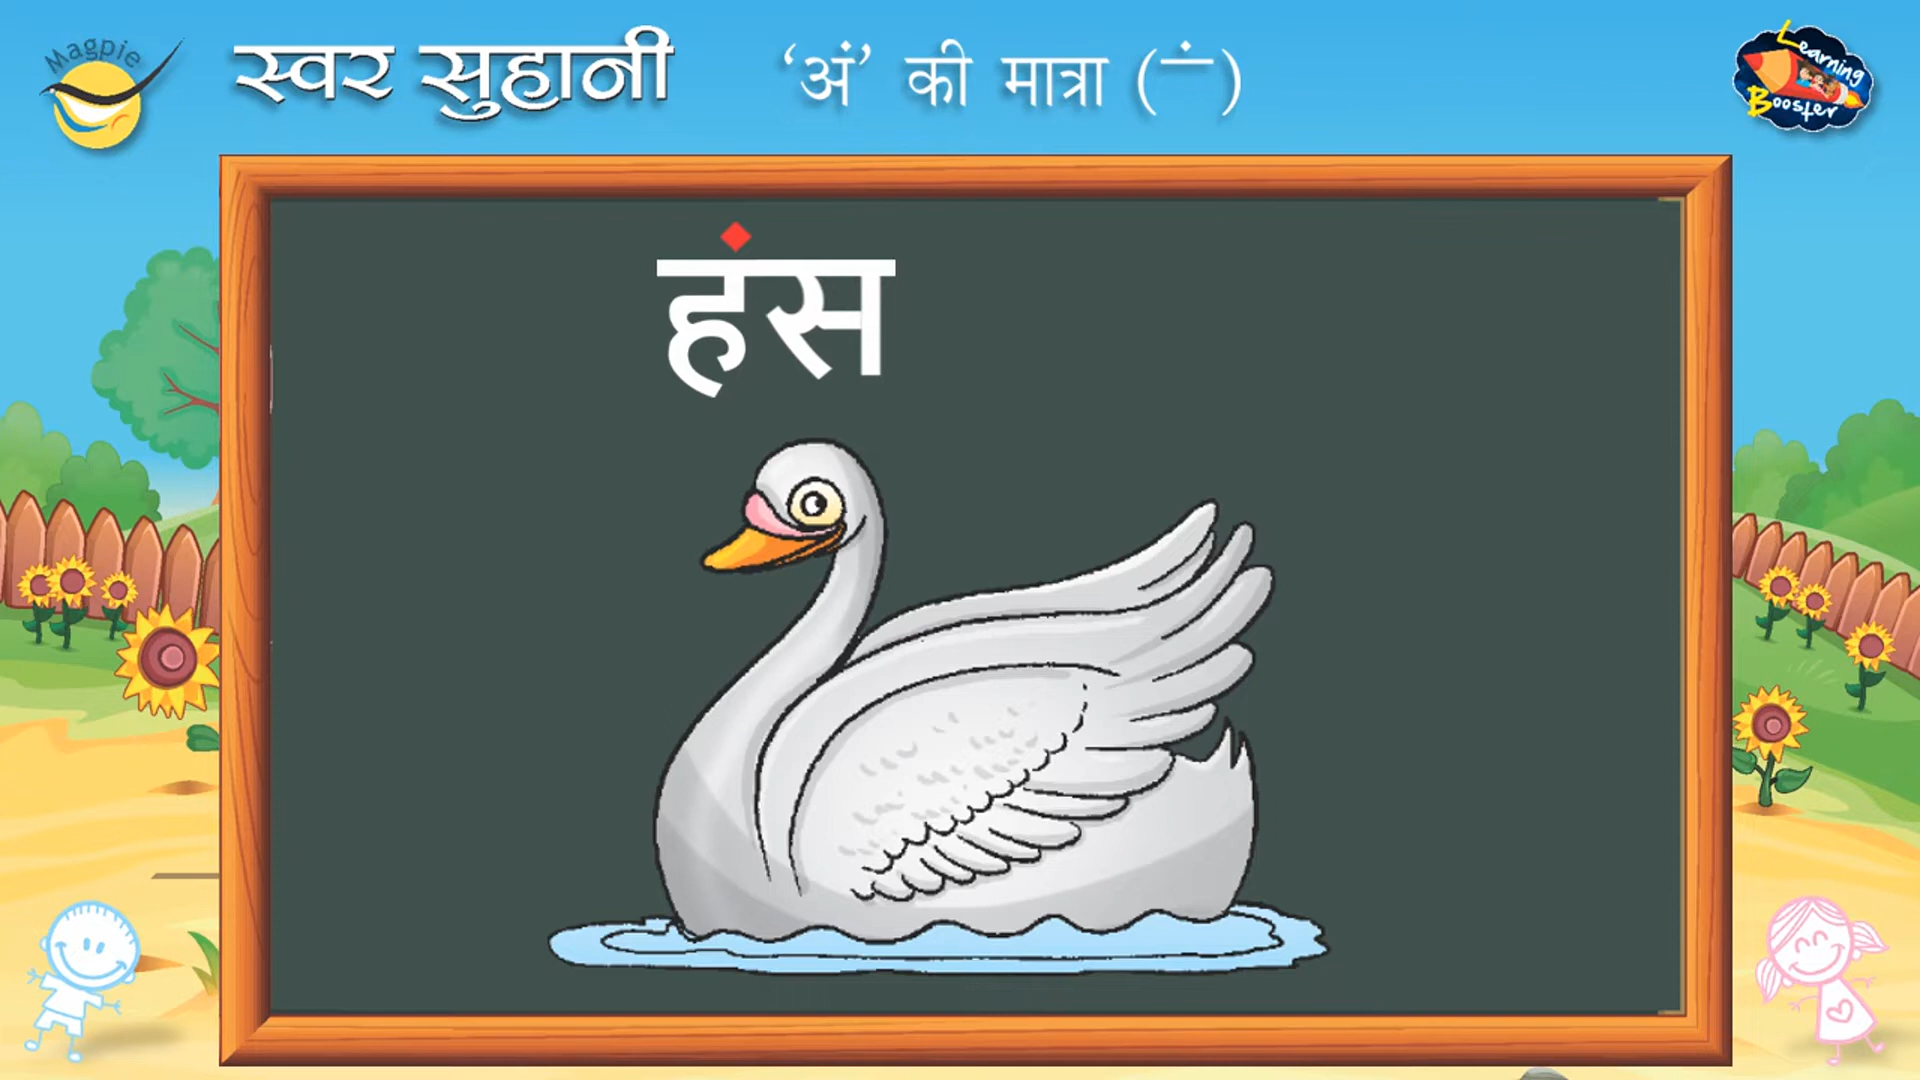 Magpie
स्वर सुहानी
‘अं’ की मात्रा (–ं)
Learning
Booster
हंस